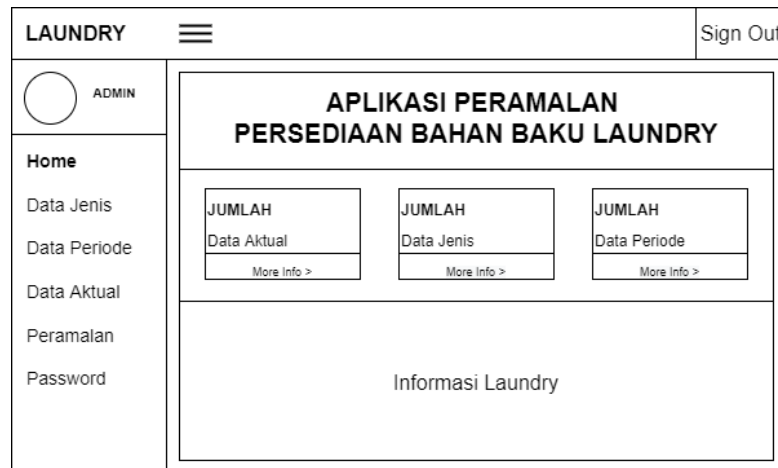 LAUNDRY
Sign Out
ADMIN
Home
Data Jenis
Data Periode
Data Aktual
Peramalan
Password
APLIKASI PERAMALAN
PERSEDIAAN BAHAN BAKU LAUNDRY
JUMLAH
Data Aktual
More Info >
JUMLAH
Data Jenis
More Info >
JUMLAH
Data Periode
More Info >
Informasi Laundry